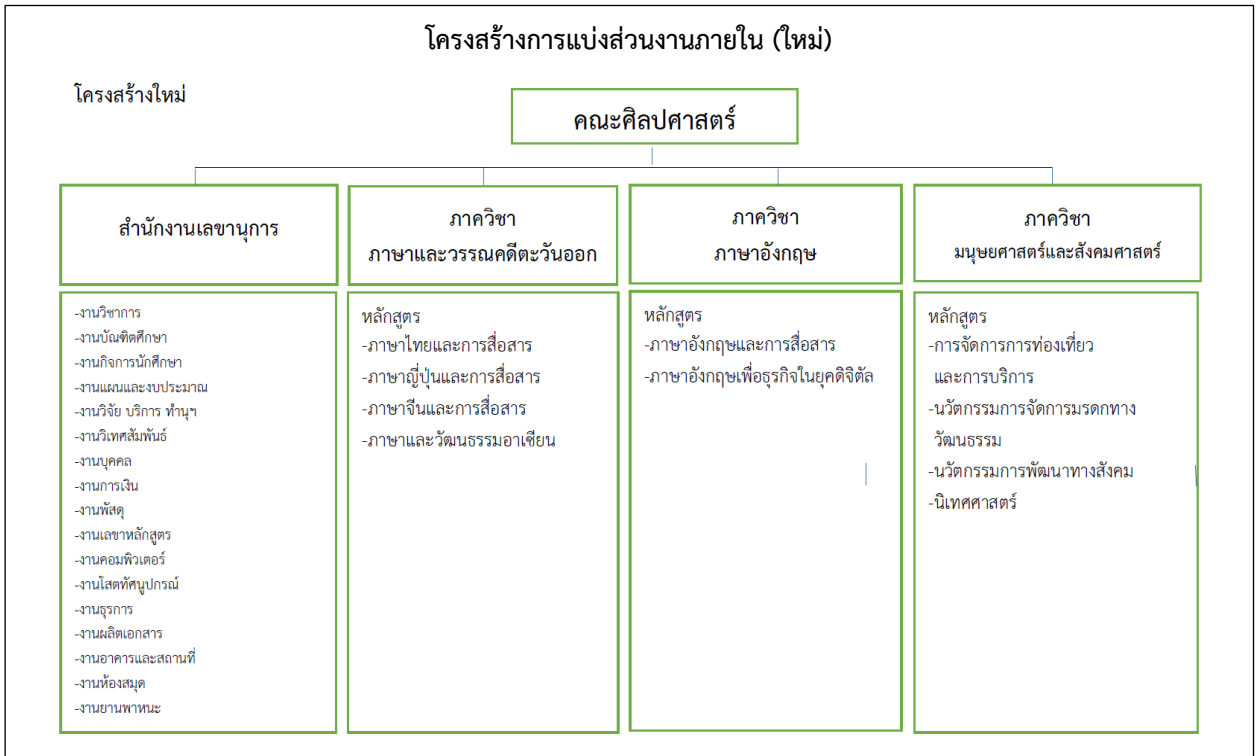 โครงสร้างการแบ่งส่วนงานภายใน (ใหม่)
โครงสร้างใหม่
คณะศิลปศาสตร์
สำนักงานเลขานุการ
-งานวิชาการ
-งานบัณฑิตศึกษา
-งานกิจการนักศึกษา
-งานแผนและงบประมาณ
-งานวิจัย บริการ ทำนุฯ
-งานวิเทศสัมพันธ์
-งานบุคคล
-งานการเงิน
-งานพัสดุ
-งานเลขาหลักสูตร
-งานคอมพิวเตอร์
-งานโสตทัศนูปกรณ์
-งานธุรการ
-งานผลิตเอกสาร
-งานอาคารและสถานที่
-งานห้องสมุด
-งานยานพาหนะ
ภาควิชา
ภาษาและวรรณคดีตะวันออก
หลักสูตร
-ภาษาไทยและการสื่อสาร
-ภาษาญี่ปุ่นและการสื่อสาร
-ภาษาจีนและการสื่อสาร
-ภาษาและวัฒนธรรมอาเซียน
ภาควิชา
ภาษาอังกฤษ
หลักสูตร
-ภาษาอังกฤษและการสื่อสาร
-ภาษาอังกฤษเพื่อธุรกิจในยุคดิจิตัล
ภาควิชา
มนุษยศาสตร์และสังคมศาสตร์
หลักสูตร
-การจัดการการท่องเที่ยว
และการบริการ
-นวัตกรรมการจัดการมรดกทาง
วัฒนธรรม
-นวัตกรรมการพัฒนาทางสังคม
-นิเทศศาสตร์